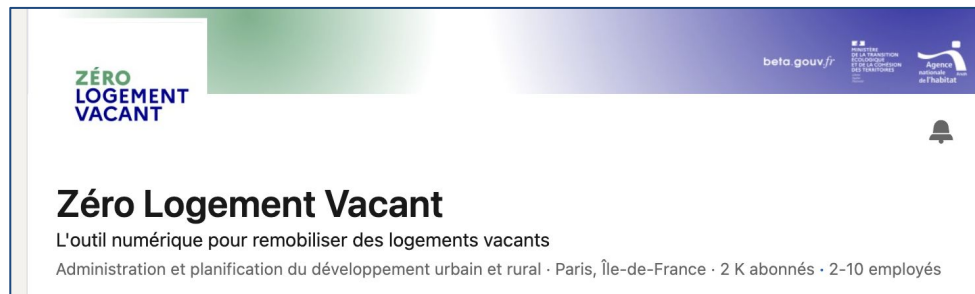 ZÉRO
LOGEMENT
VACANT
beta.gouv.fr
MINISTÈRE
DE LA TRANSITION
ÉCOLOGIQUE
ET DE LA COHÉSION
DES TERRITOIRES
Agence
nationale
de l'habitat
Zéro Logement Vacant
L'outil numérique pour remobiliser des logements vacants
Administration et planification du développement urbain et rural · Paris, Île-de-France · 2 K abonnés · 2-10 employés